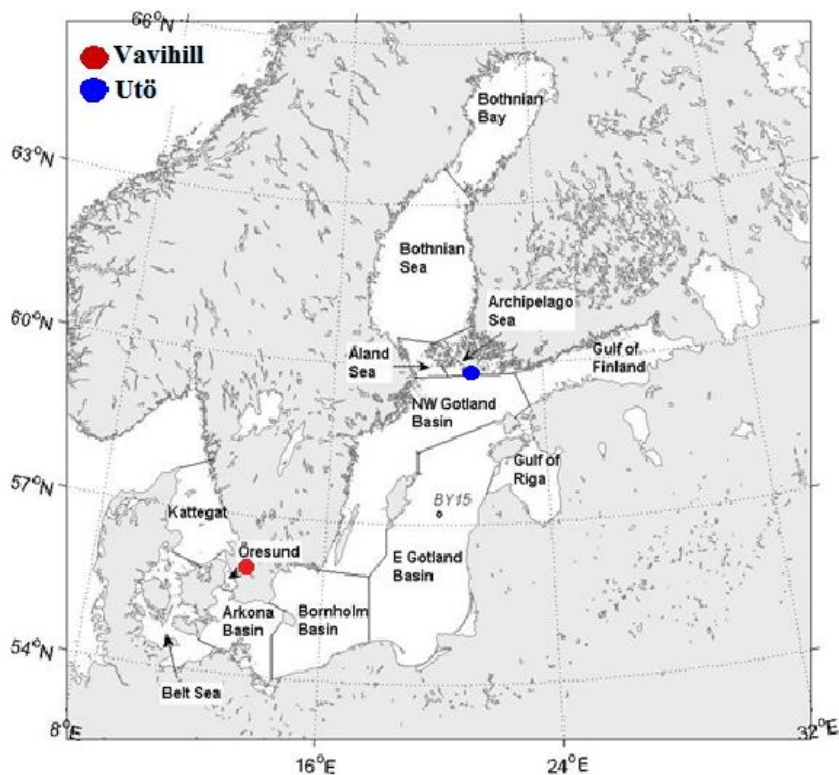 66°N
Vavihill
Utö
Bothnian
Bay
63°N
Bothnian
Sea
Archipelago
Sea
60°N
Åland
Sea
Gulf of
Finland
NW Gotland
Basin
Gulf of
Riga
57°N
BY15
Kattegat
Öresund
E Gotland
Basin
Arkona
Basin
Bornholm
Basin
54°N
Belt Sea
8°E
16°E
24°E
32°E